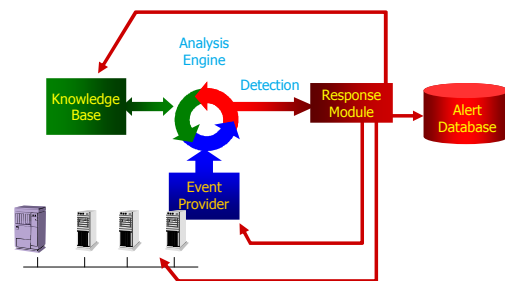 Analysis
Engine
Detection
Knowledge
Base
Response
Module
Alert
Database
Event
Provider